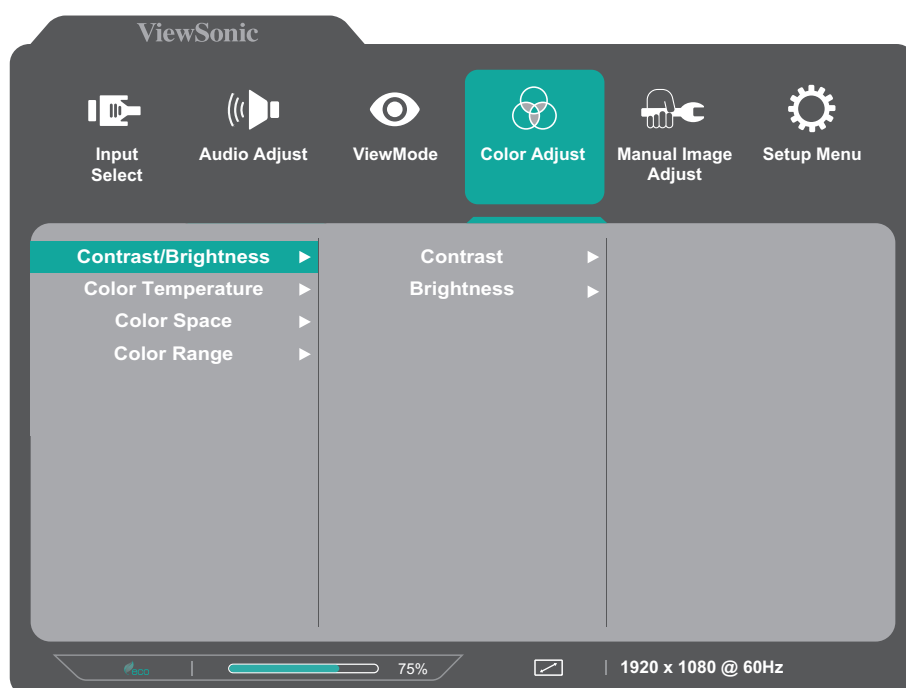 ViewSonic
Input
Select
Audio Adjust
ViewMode
Color Adjust
Manual Image
Adjust
Setup Menu
Contrast/Brightness
Color Temperature
Color Space
Color Range
Contrast
Brightness
eco
75%
1920 x 1080 @ 60Hz